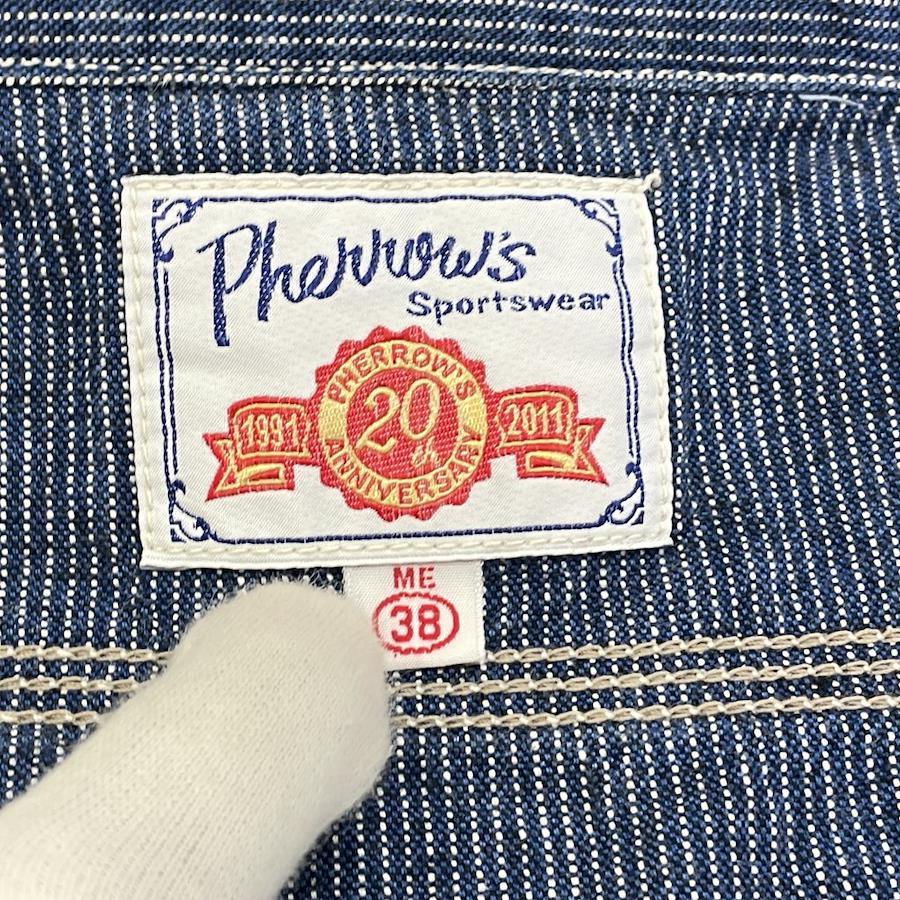 Pherrow's
Sportswear
PHERROW'S
1991 20th 2011
ANNIVERSARY
ME
38